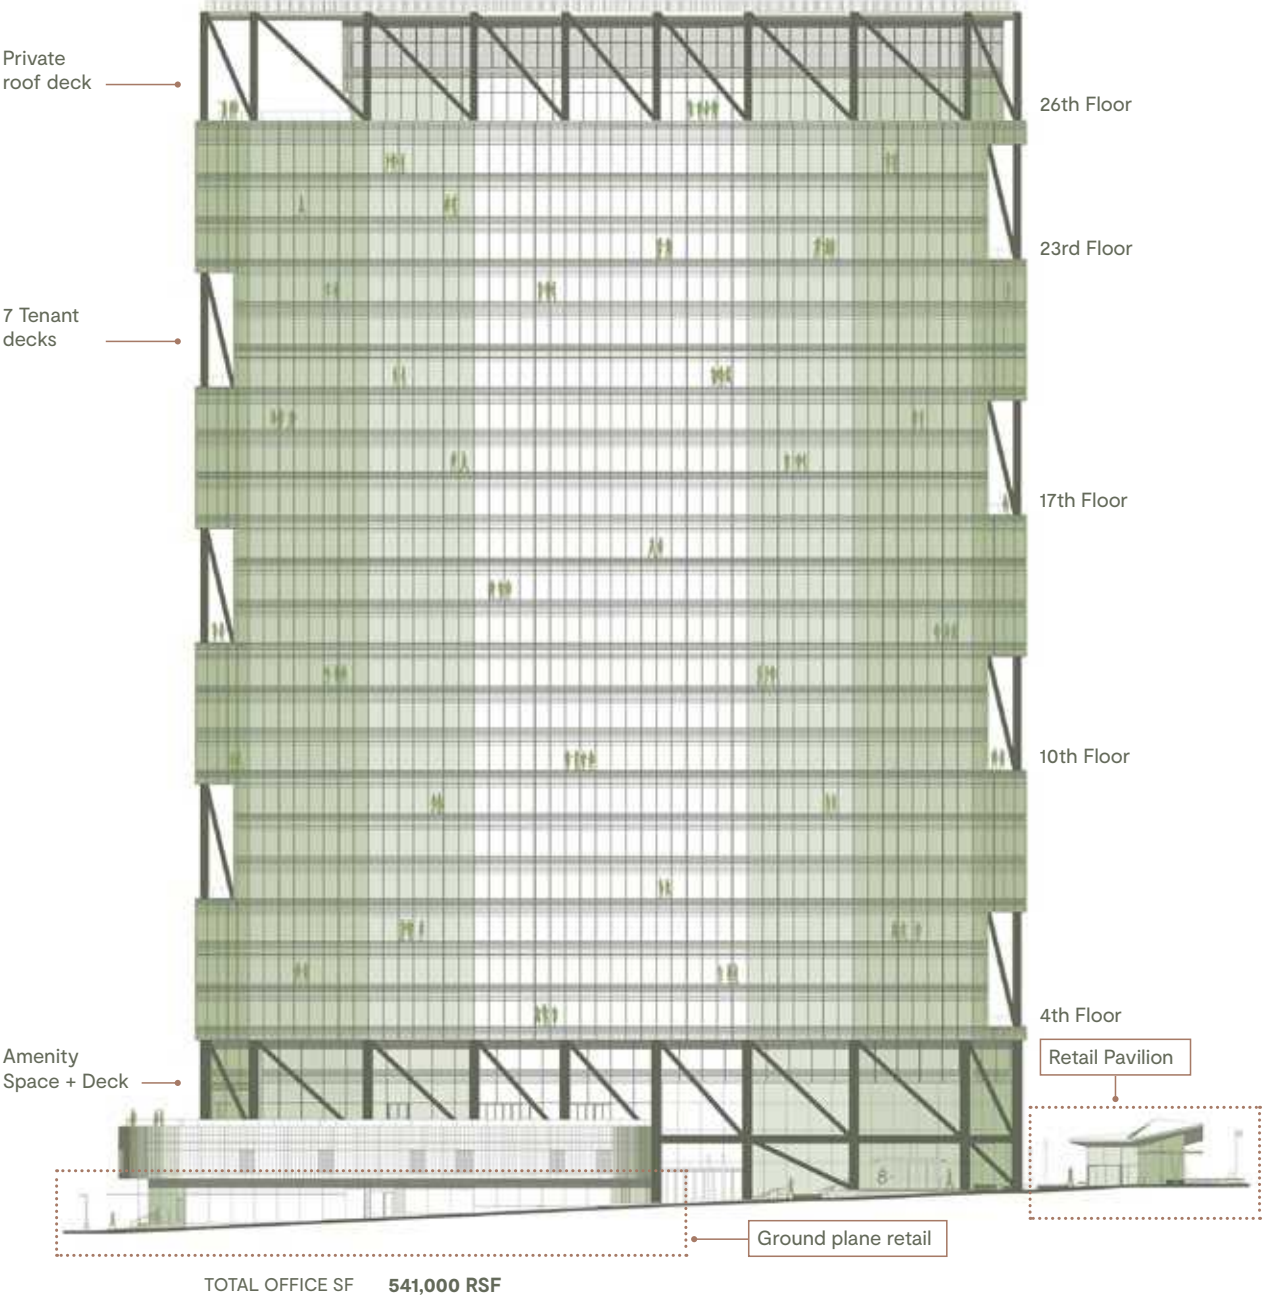 Private
roof deck
26th Floor
23rd Floor
7 Tenant
decks
17th Floor
10th Floor
4th Floor
Amenity
Space + Deck
Retail Pavilion
8
Ground plane retail
TOTAL OFFICE SF 541,000 RSF